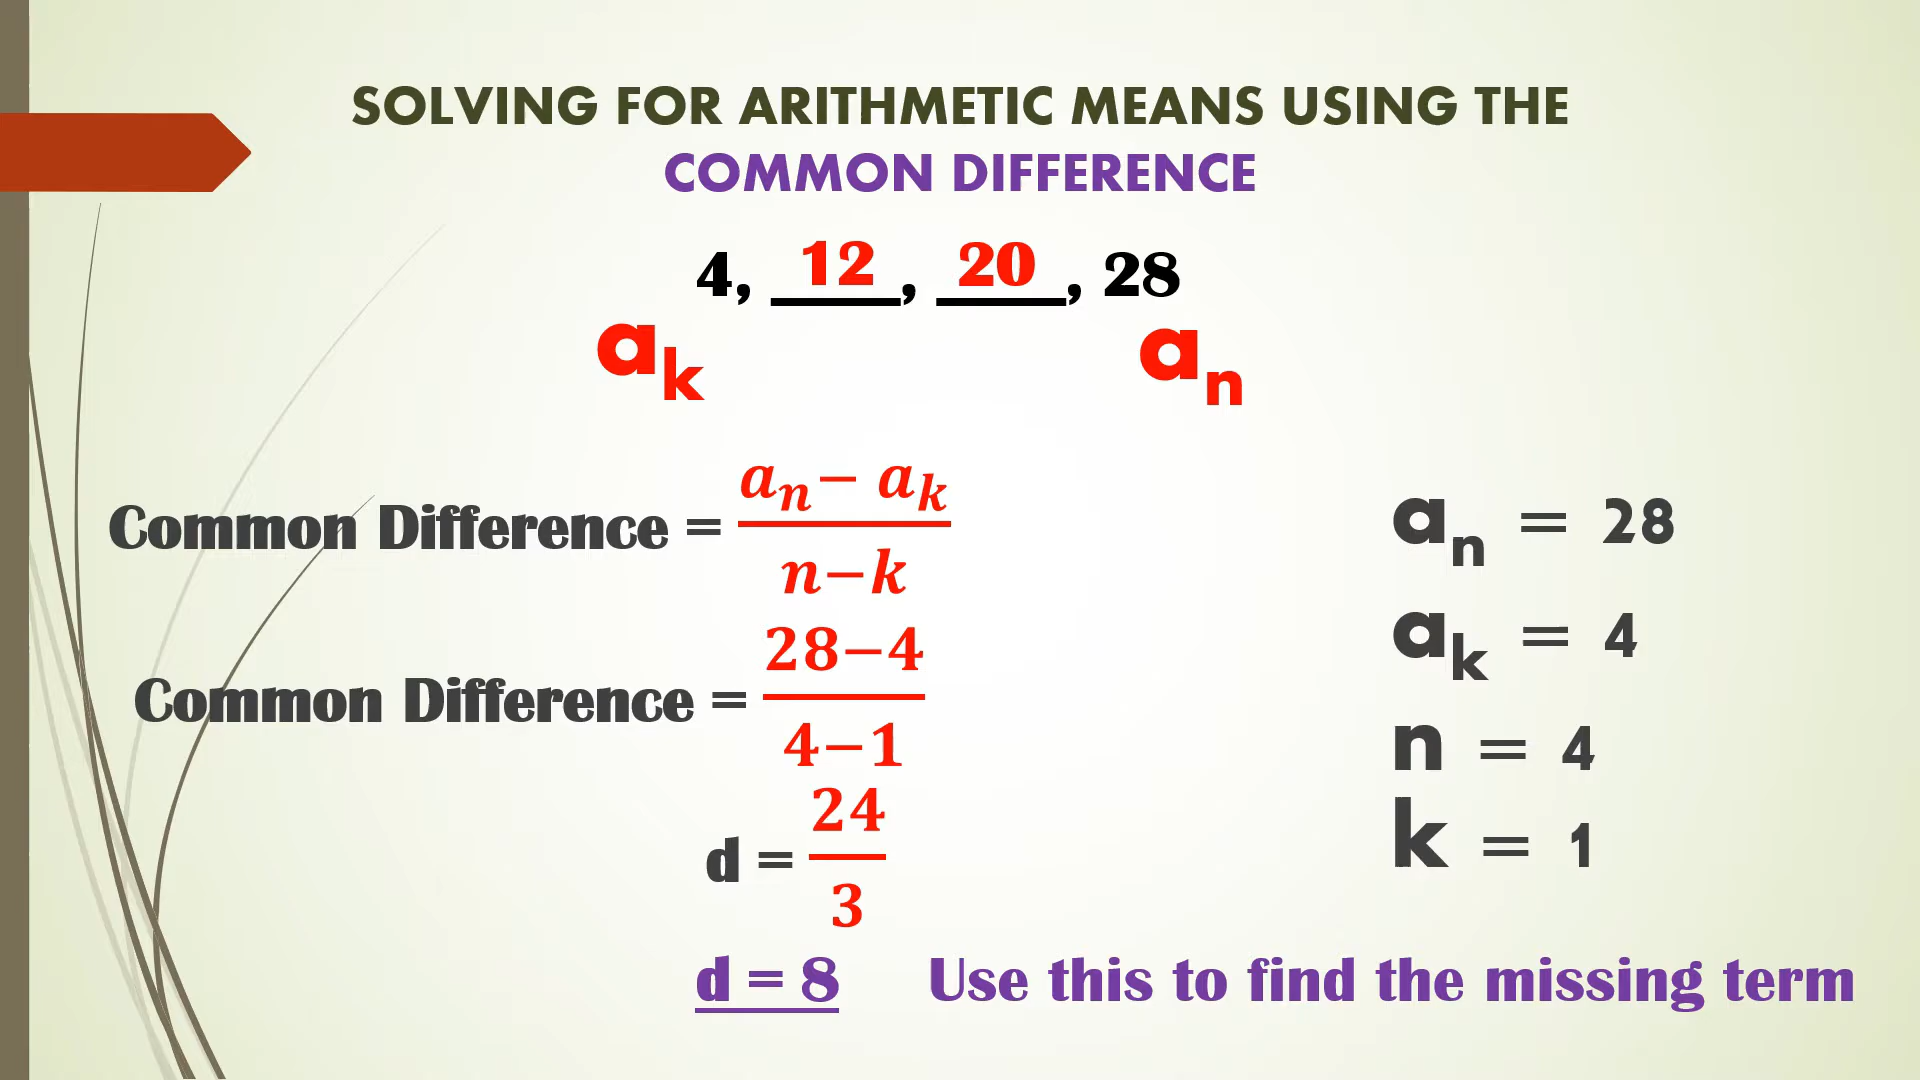 SOLVING FOR ARITHMETIC MEANS USING THE
COMMON DIFFERENCE
4, 12, 20, 28
aₖ aₙ
Common Difference = (aₙ − aₖ)/(n−k)
Common Difference = (28−4)/(4−1)
d = 24/3
d = 8 Use this to find the missing term
aₙ = 28
aₖ = 4
n = 4
k = 1